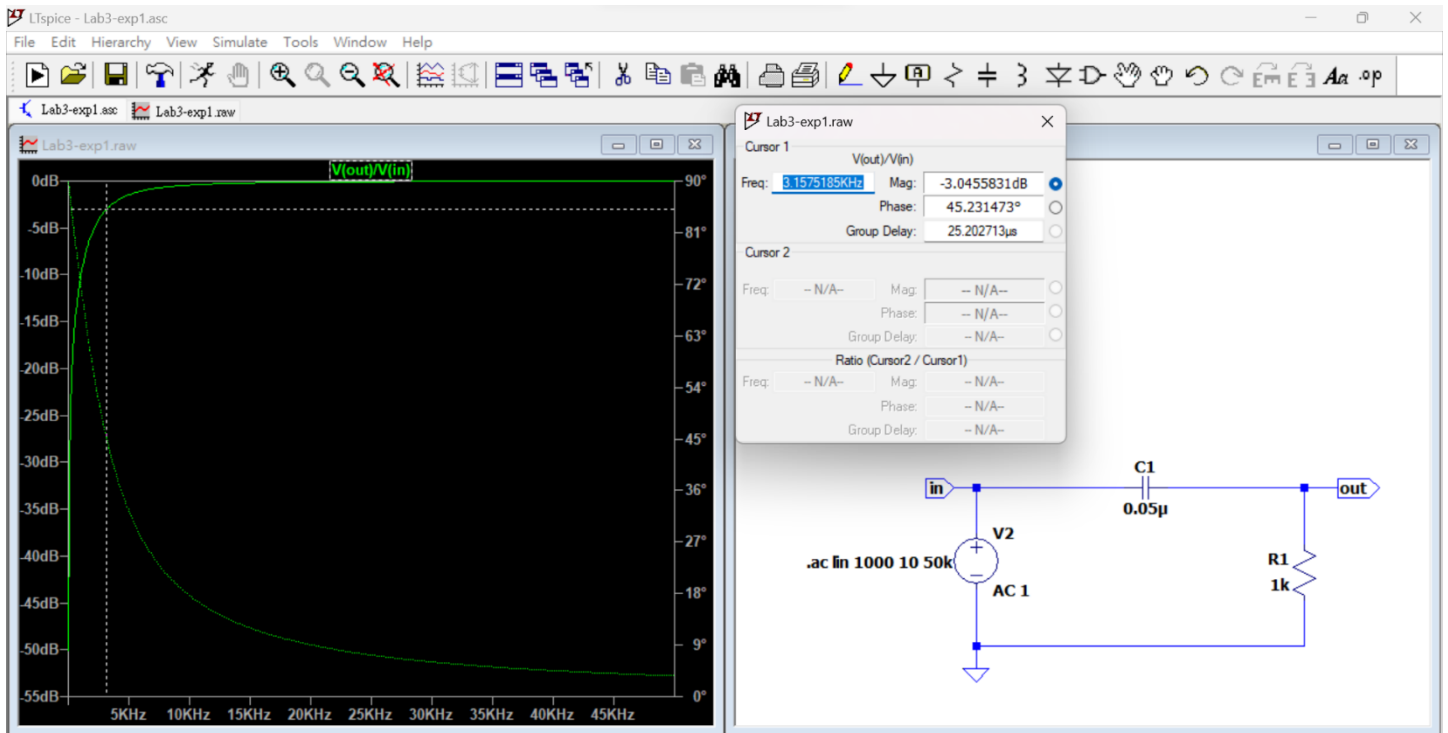 LTspice - Lab3-exp1.asc
File Edit Hierarchy View Simulate Tools Window Help
Lab3-exp1.asc Lab3-exp1.raw
Lab3-exp1.raw
V(out)/V(in)
0dB
-5dB
-10dB
-15dB
-20dB
-25dB
-30dB
-35dB
-40dB
-45dB
-50dB
-55dB
90°
81°
72°
63°
54°
45°
36°
27°
18°
9°
0°
5KHz 10KHz 15KHz 20KHz 25KHz 30KHz 35KHz 40KHz 45KHz
Lab3-exp1.raw
Cursor 1
V(out)/V(in)
Freq: 3.1575185KHz Mag: -3.0455831dB
Phase: 45.231473°
Group Delay: 25.202713µs
Cursor 2
Freq: -- N/A-- Mag: -- N/A--
Phase: -- N/A--
Group Delay: -- N/A--
Ratio (Cursor2 / Cursor1)
Freq: -- N/A-- Mag: -- N/A--
Phase: -- N/A--
Group Delay: -- N/A--
in
C1
0.05µ
out
V2
.ac lin 1000 10 50k
AC 1
R1
1k
Aa .op